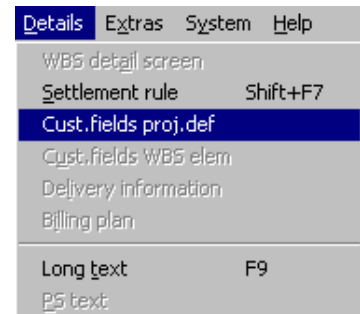 Details Extras System Help
WBS detail screen
Settlement rule Shift+F7
Cust.fields proj.def
Cust.fields WBS elem
Delivery information
Billing plan
Long text F9
PS text